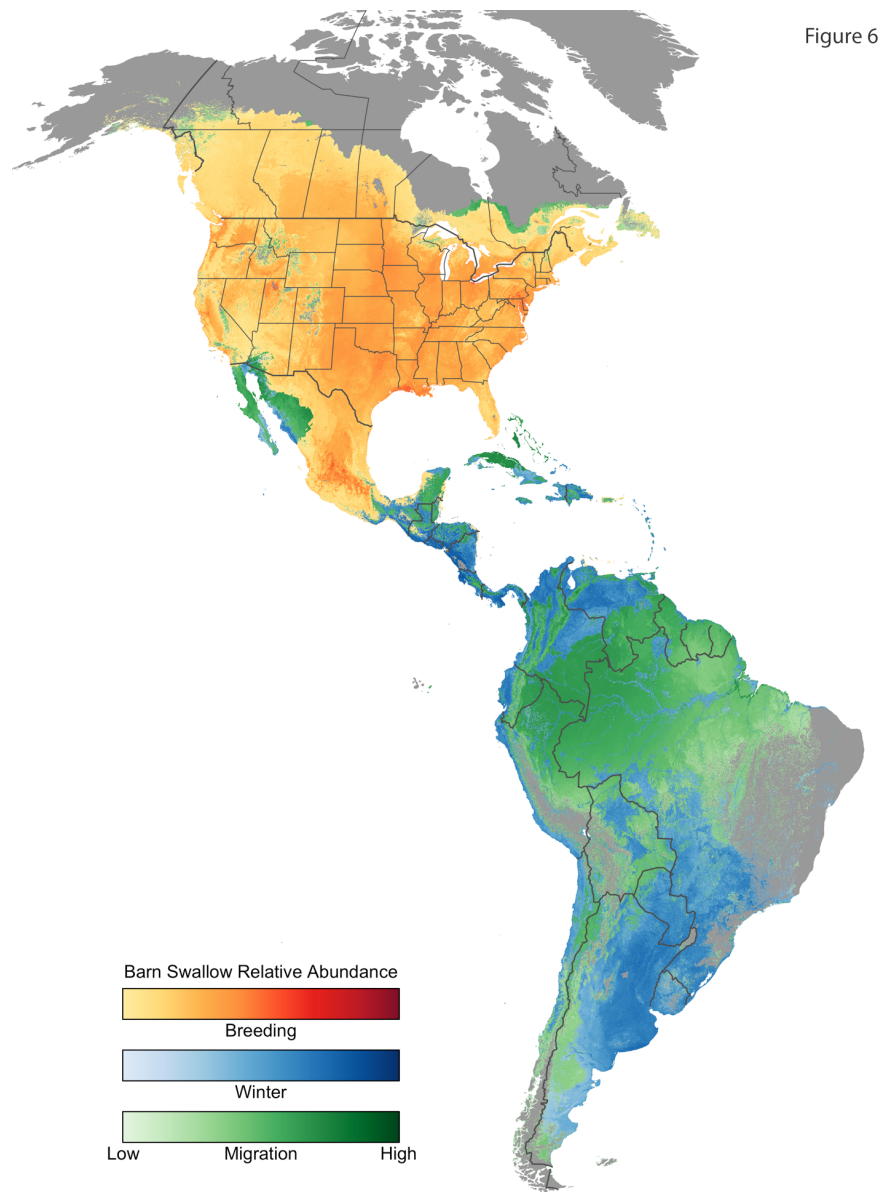 Figure 6
Barn Swallow Relative Abundance
Breeding
Winter
Low Migration High